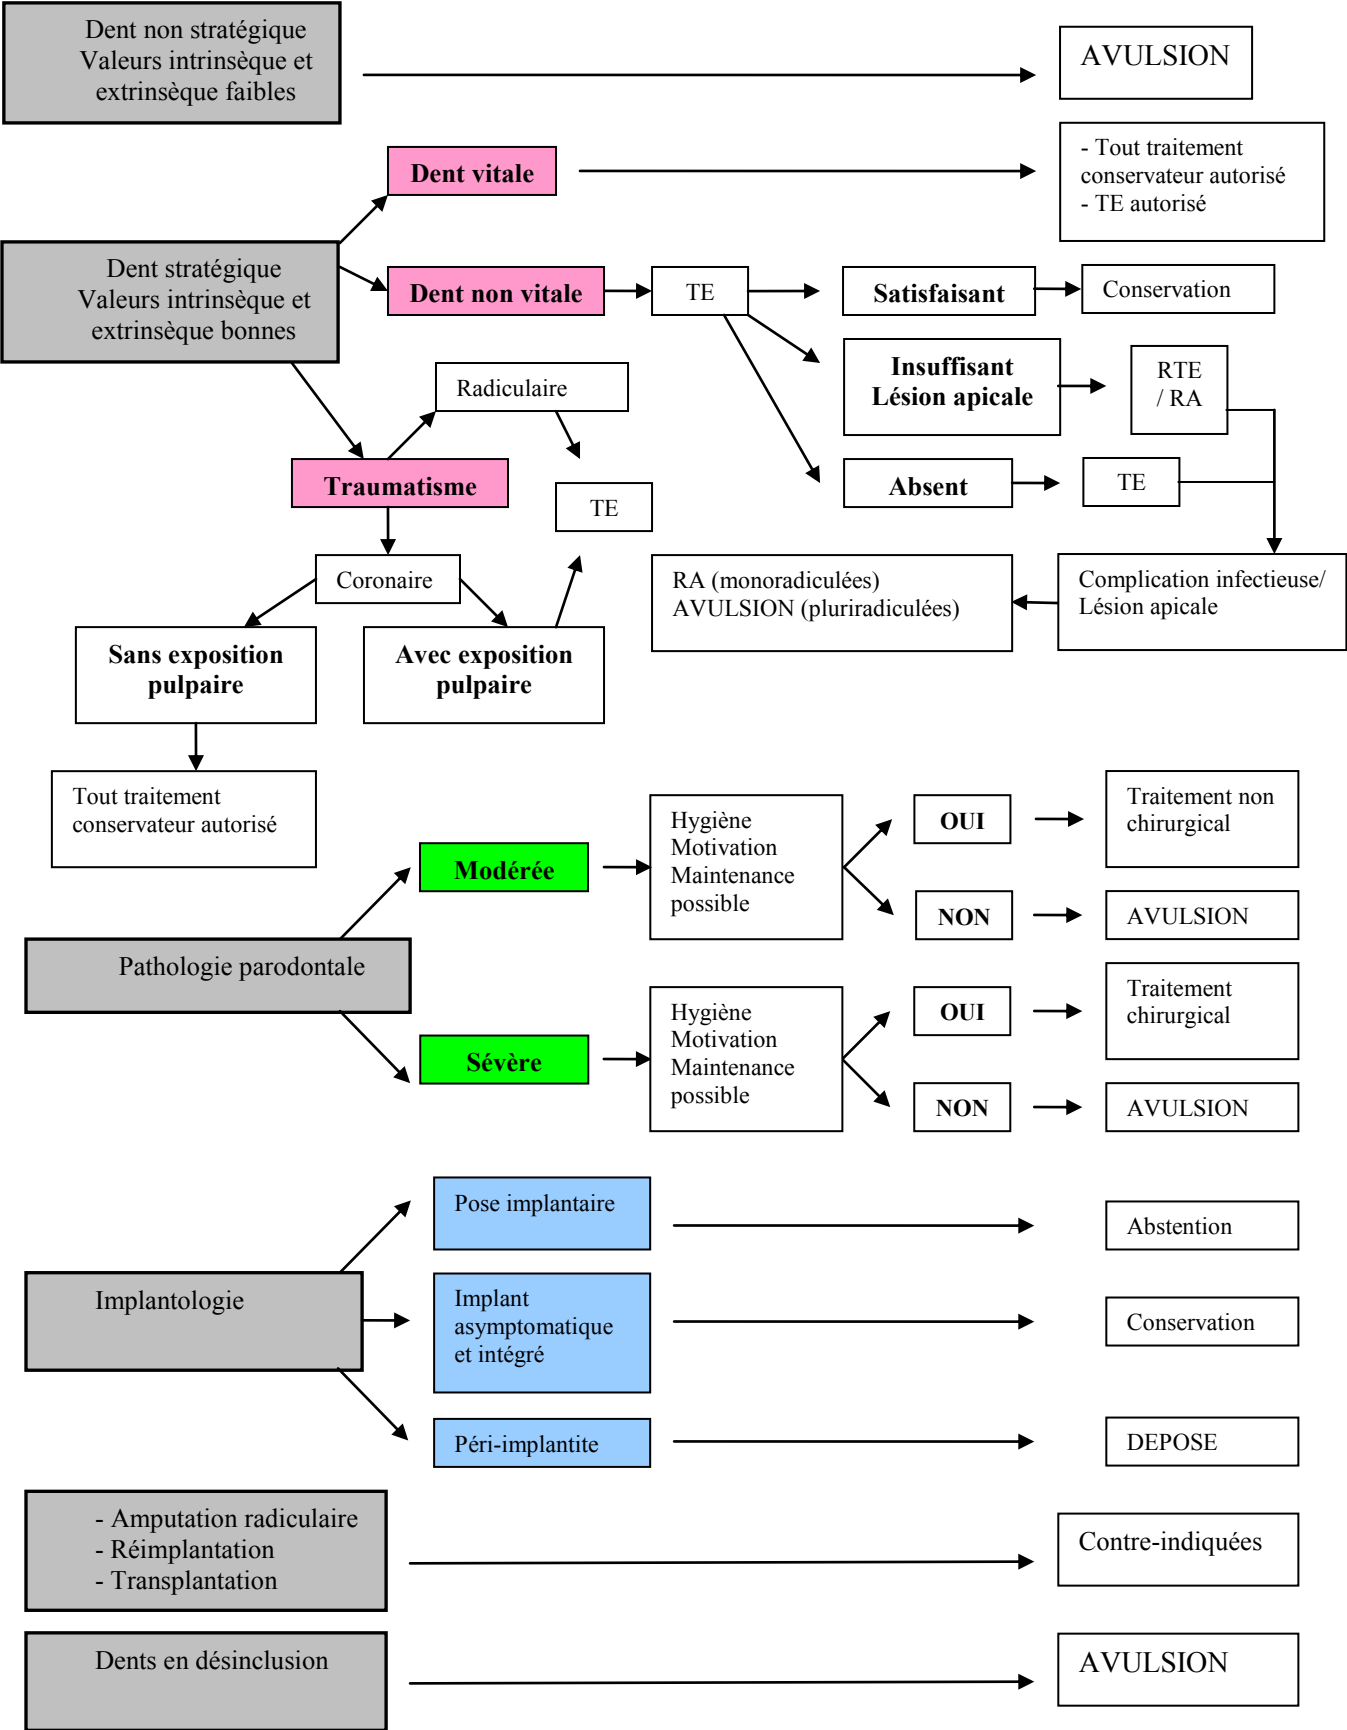 Dent non stratégique
Valeurs intrinsèque et
extrinsèque faibles
AVULSION
Dent vitale
- Tout traitement
conservateur autorisé
- TE autorisé
Dent stratégique
Valeurs intrinsèque et
extrinsèque bonnes
Dent non vitale
TE
Satisfaisant
Conservation
Insuffisant
Lésion apicale
RTE
/ RA
Radiculaire
Traumatisme
TE
Absent
TE
Coronaire
RA (monoradiculées)
AVULSION (pluriradiculées)
Complication infectieuse/
Lésion apicale
Sans exposition
pulpaire
Avec exposition
pulpaire
Tout traitement
conservateur autorisé
Pathologie parodontale
Modérée
Hygiène
Motivation
Maintenance
possible
OUI
Traitement non
chirurgical
NON
AVULSION
Sévère
Hygiène
Motivation
Maintenance
possible
OUI
Traitement
chirurgical
NON
AVULSION
Implantologie
Pose implantaire
Abstention
Implant
asymptomatique
et intégré
Conservation
Péri-implantite
DEPOSE
- Amputation radiculaire
- Réimplantation
- Transplantation
Contre-indiquées
Dents en désinclusion
AVULSION